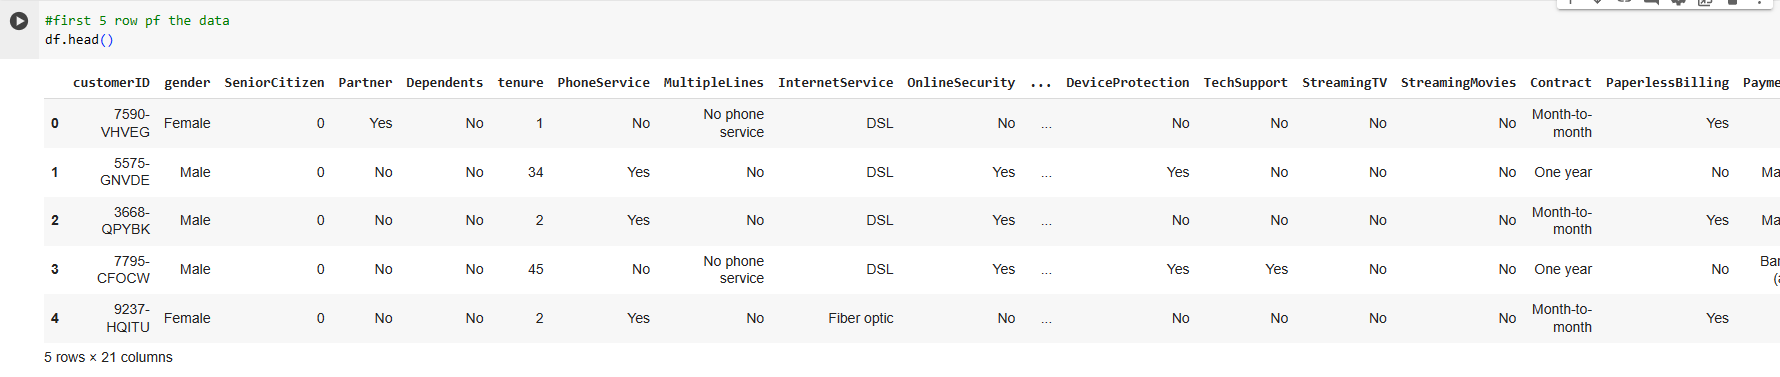 #first 5 row pf the data
df.head()
customerID gender SeniorCitizen Partner Dependents tenure PhoneService MultipleLines InternetService OnlineSecurity ... DeviceProtection TechSupport StreamingTV StreamingMovies Contract PaperlessBilling Payme
0 7590-VHVEG Female 0 Yes No 1 No No phone service DSL No ... No No No No Month-to-month Yes
1 5575-GNVDE Male 0 No No 34 Yes No DSL Yes ... Yes No No No One year No Ma
2 3668-QPYBK Male 0 No No 2 Yes No DSL Yes ... No No No No Month-to-month Yes Ma
3 7795-CFOCW Male 0 No No 45 No No phone service DSL Yes ... Yes Yes No No One year No Ban (a
4 9237-HQITU Female 0 No No 2 Yes No Fiber optic No ... No No No No Month-to-month Yes
5 rows × 21 columns